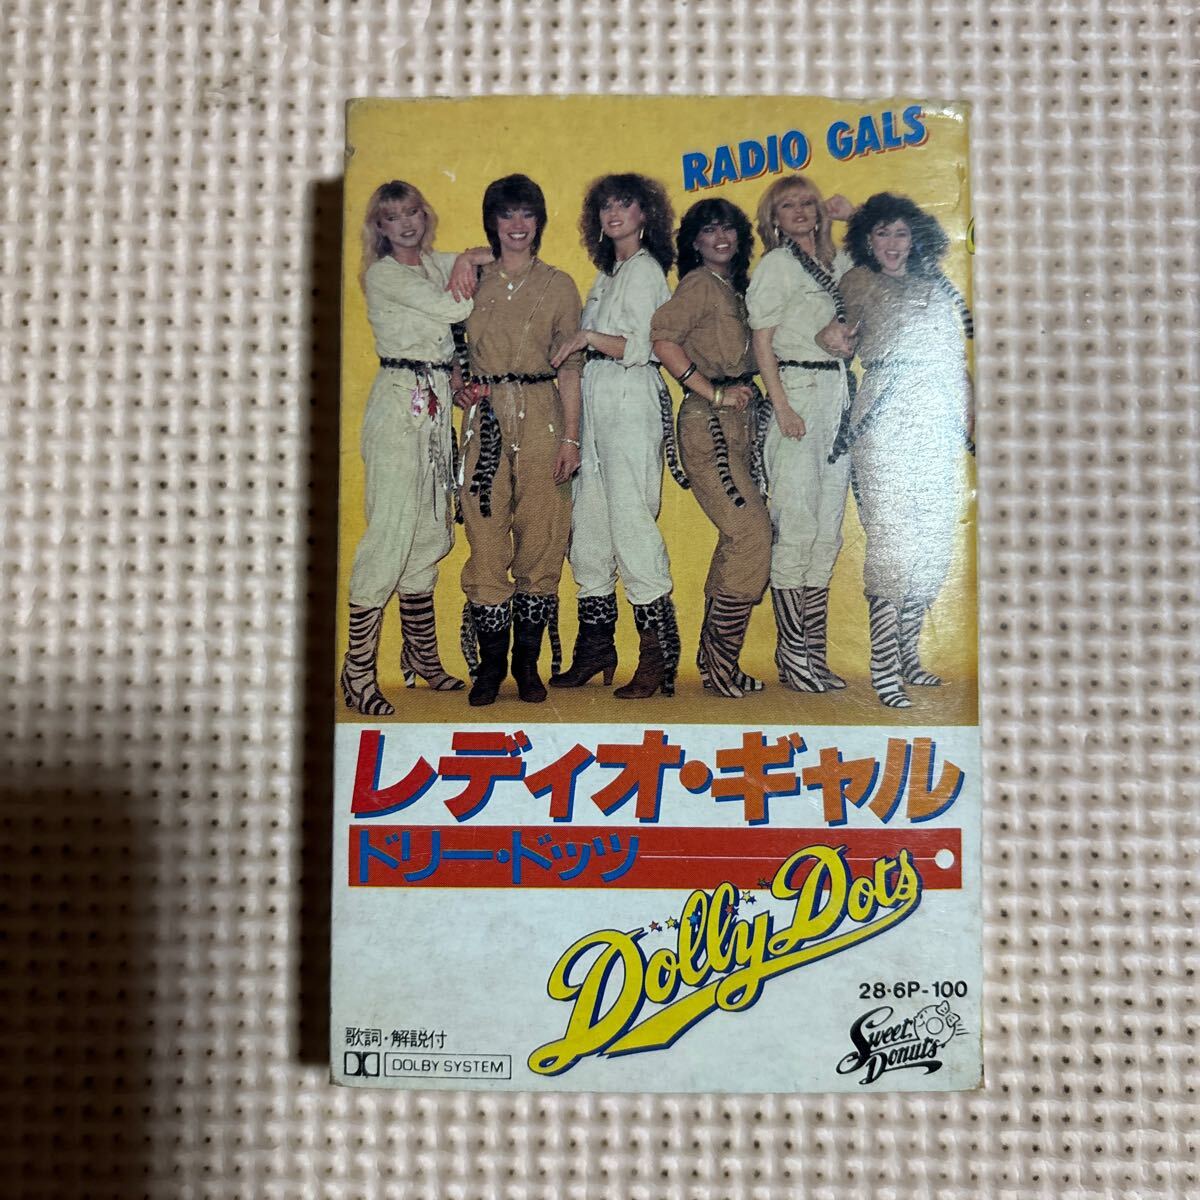 RADIO GALS
レディオ・ギャル
ドリー・ドッツ
Dolly Dots
28・6P-100
歌詞・解説付
DOLBY SYSTEM
Sweet Donuts